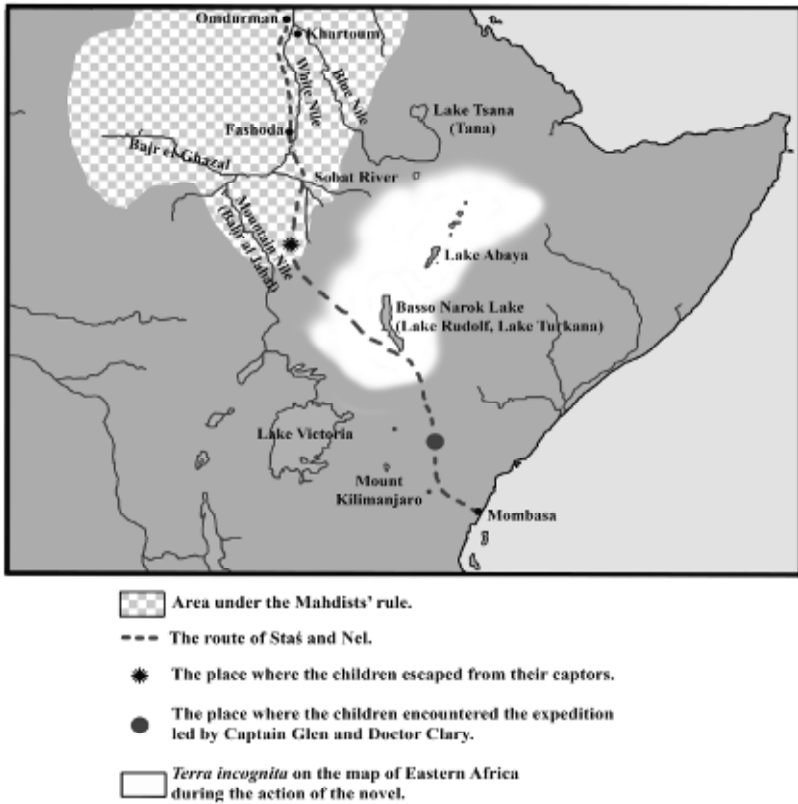 Omdurman
Khartoum
White Nile
Blue Nile
Lake Tsana
(Tana)
Fashoda
Bajr el-Ghazal
Sobat River
Mountain Nile
(Bahr al Jabal)
Lake Abaya
Basso Narok Lake
(Lake Rudolf, Lake Turkana)
Lake Victoria
Mount
Kilimanjaro
Mombasa
Area under the Mahdists' rule.
The route of Staś and Nel.
The place where the children escaped from their captors.
The place where the children encountered the expedition
led by Captain Glen and Doctor Clary.
Terra incognita on the map of Eastern Africa
during the action of the novel.